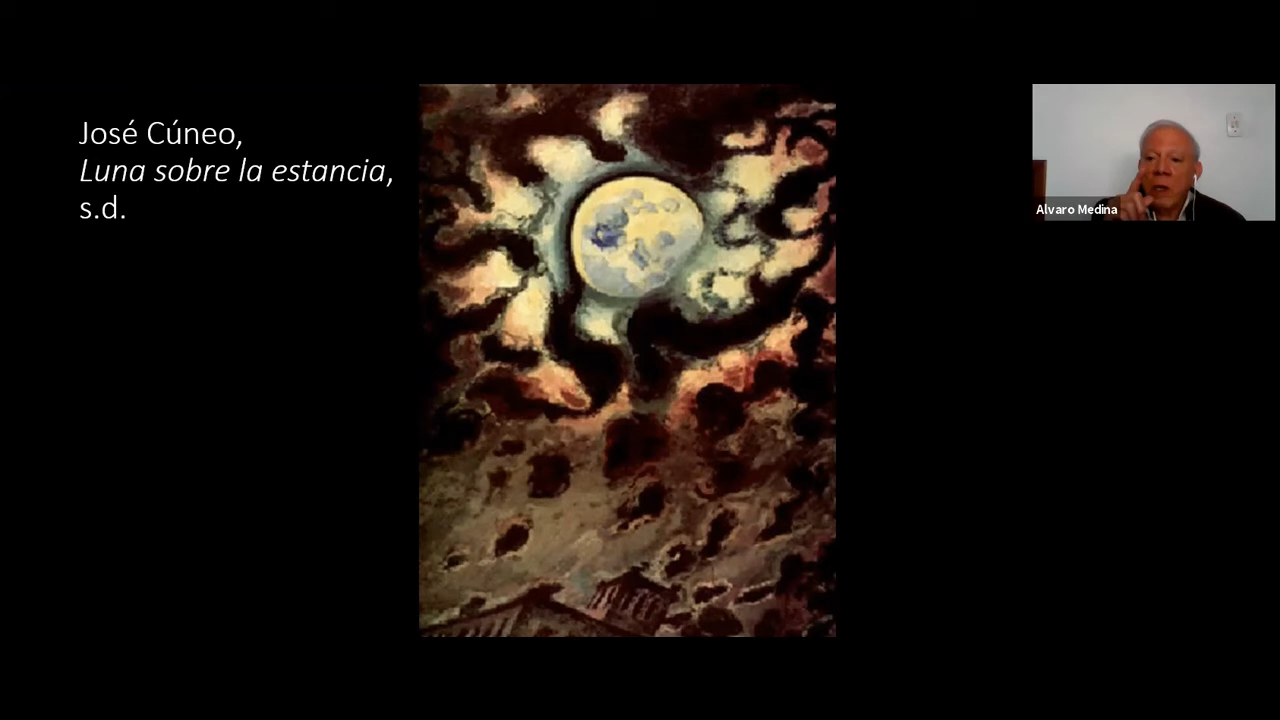 José Cúneo,
Luna sobre la estancia,
s.d.
Alvaro Medina